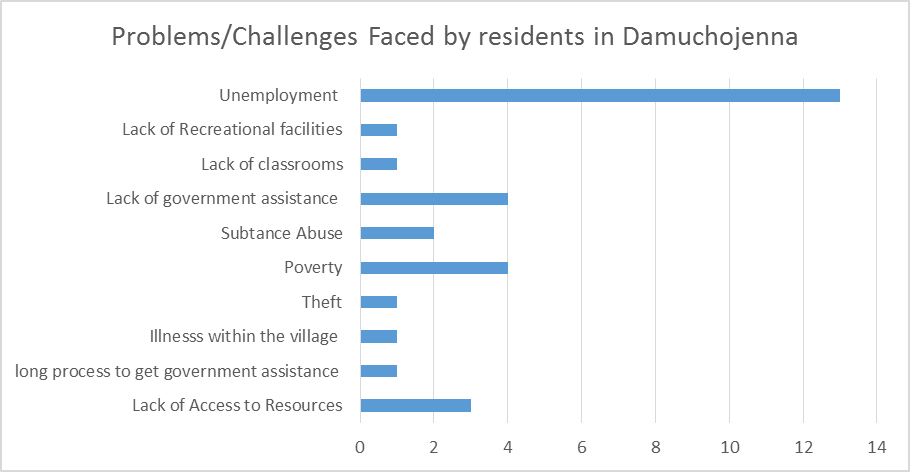 Problems/Challenges Faced by residents in Damuchojenna
Unemployment
Lack of Recreational facilities
Lack of classrooms
Lack of government assistance
Subtance Abuse
Poverty
Theft
Illnesss within the village
long process to get government assistance
Lack of Access to Resources
0 2 4 6 8 10 12 14